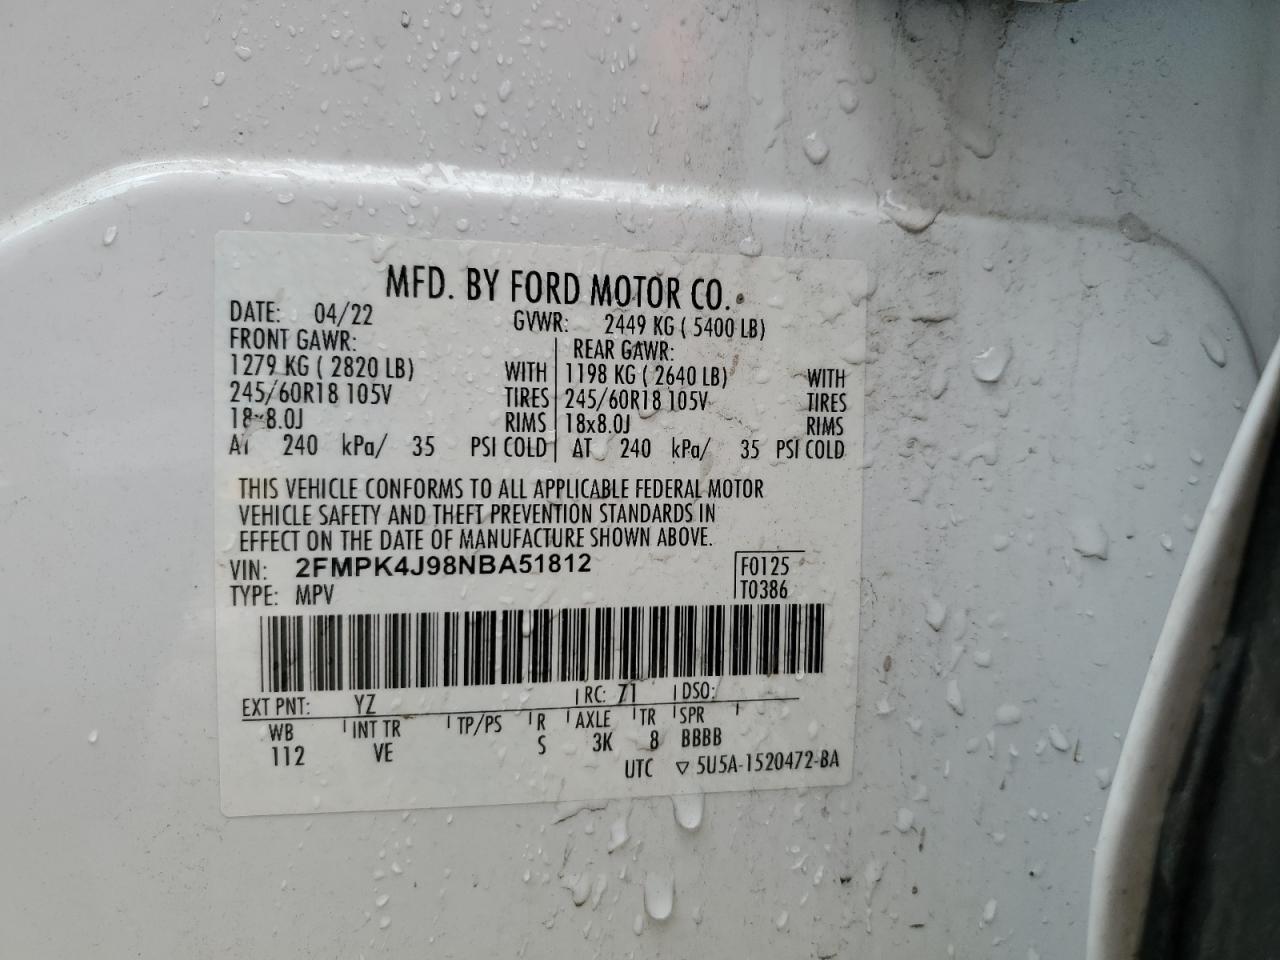 MFD. BY FORD MOTOR CO.
DATE: 04/22 GVWR: 2449 KG ( 5400 LB)
FRONT GAWR: REAR GAWR:
1279 KG ( 2820 LB) WITH 1198 KG ( 2640 LB) WITH
245/60R18 105V TIRES 245/60R18 105V TIRES
18x8.0J RIMS 18x8.0J RIMS
AT 240 kPa/ 35 PSI COLD AT 240 kPa/ 35 PSI COLD
THIS VEHICLE CONFORMS TO ALL APPLICABLE FEDERAL MOTOR
VEHICLE SAFETY AND THEFT PREVENTION STANDARDS IN
EFFECT ON THE DATE OF MANUFACTURE SHOWN ABOVE.
VIN: 2FMPK4J98NBA51812 F0125
TYPE: MPV T0386
EXT PNT: YZ RC: 71 DSO:
WB INT TR TP/PS R AXLE TR SPR
112 VE S 3K 8 BBBB
UTC ▽ 5U5A-1520472-BA